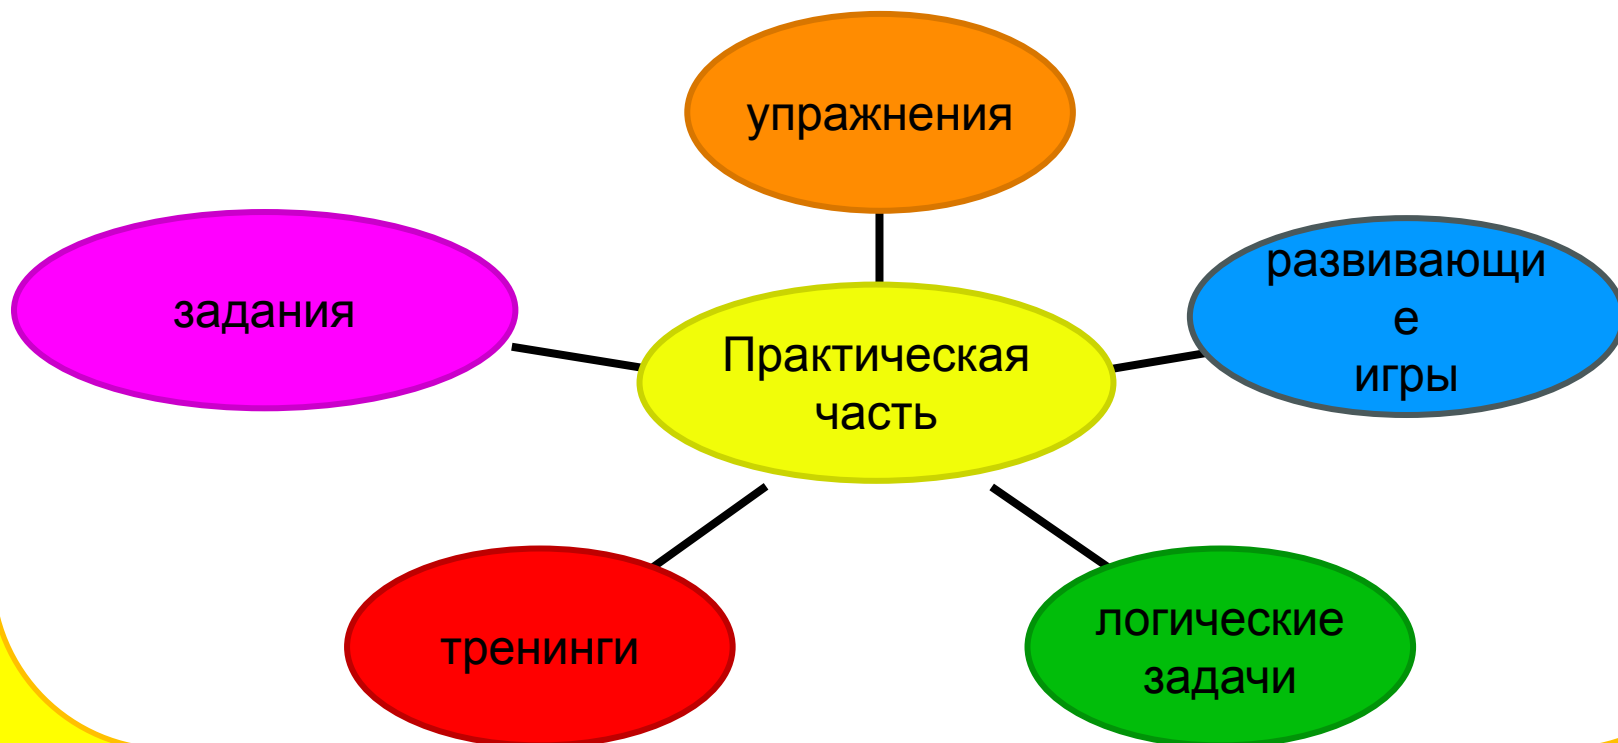 упражнения
задания
развивающи
е
игры
Практическая
часть
тренинги
логические
задачи